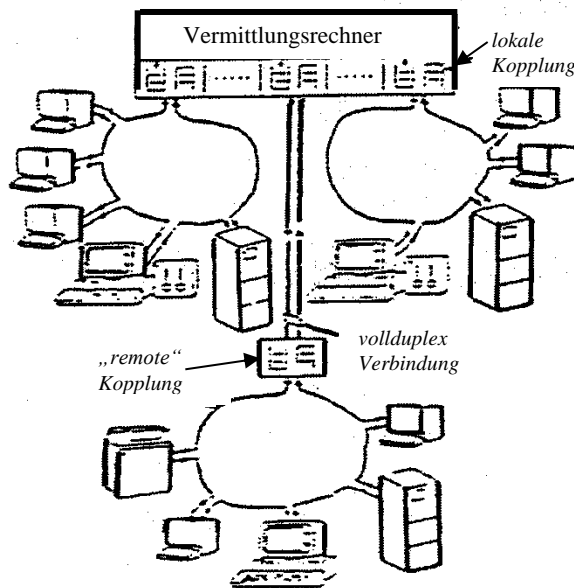 Vermittlungsrechner
lokale
Kopplung
„remote“
Kopplung
vollduplex
Verbindung